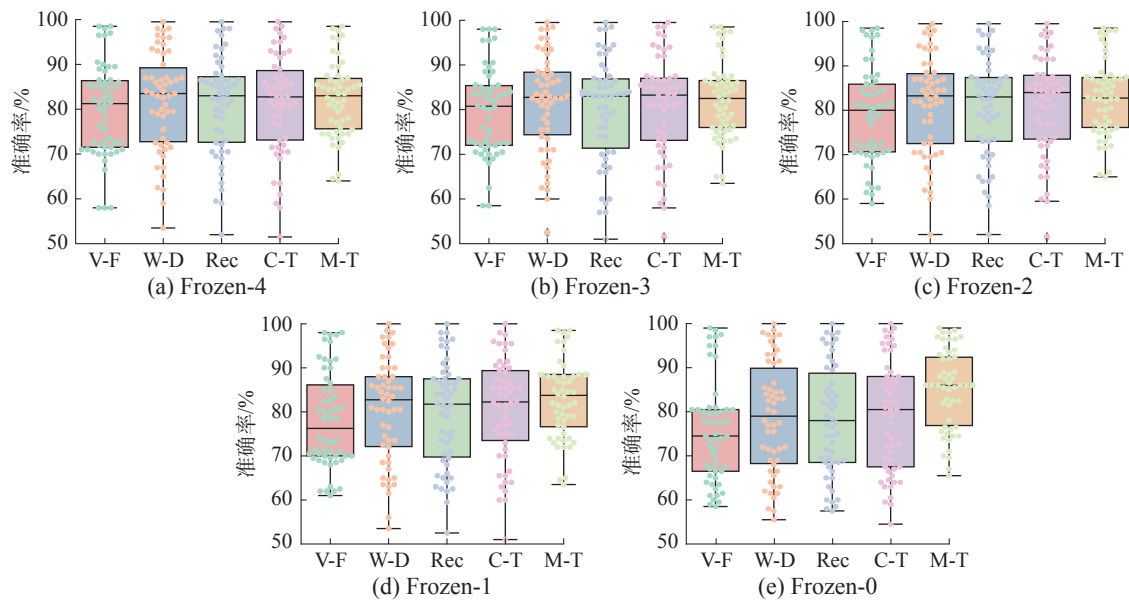 100
90
80
70
60
50
准确率/%
V-F W-D Rec C-T M-T
(a) Frozen-4
100
90
80
70
60
50
准确率/%
V-F W-D Rec C-T M-T
(b) Frozen-3
100
90
80
70
60
50
准确率/%
V-F W-D Rec C-T M-T
(c) Frozen-2
100
90
80
70
60
50
准确率/%
V-F W-D Rec C-T M-T
(d) Frozen-1
100
90
80
70
60
50
准确率/%
V-F W-D Rec C-T M-T
(e) Frozen-0